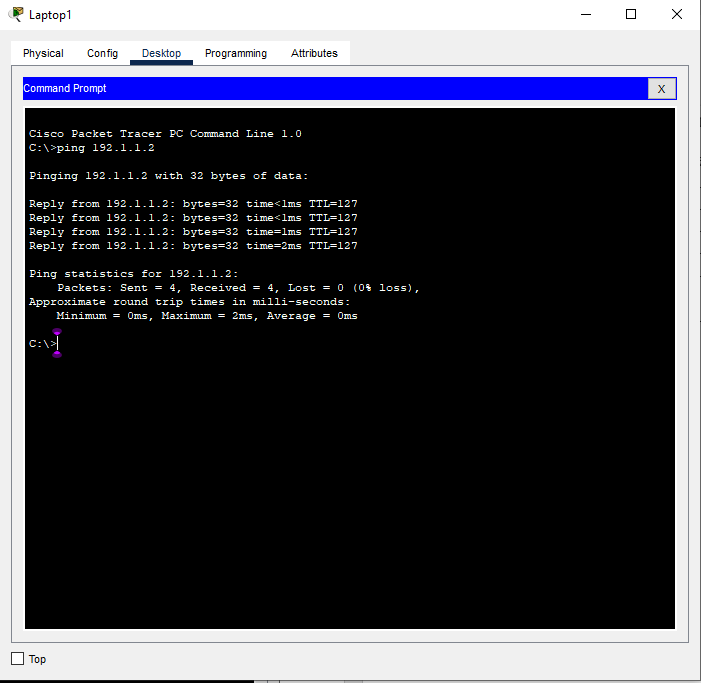 Laptop1
Physical Config Desktop Programming Attributes
Command Prompt X
Cisco Packet Tracer PC Command Line 1.0
C:\>ping 192.1.1.2
Pinging 192.1.1.2 with 32 bytes of data:
Reply from 192.1.1.2: bytes=32 time<1ms TTL=127
Reply from 192.1.1.2: bytes=32 time<1ms TTL=127
Reply from 192.1.1.2: bytes=32 time=1ms TTL=127
Reply from 192.1.1.2: bytes=32 time=2ms TTL=127
Ping statistics for 192.1.1.2:
Packets: Sent = 4, Received = 4, Lost = 0 (0% loss),
Approximate round trip times in milli-seconds:
Minimum = 0ms, Maximum = 2ms, Average = 0ms
C:\>
Top